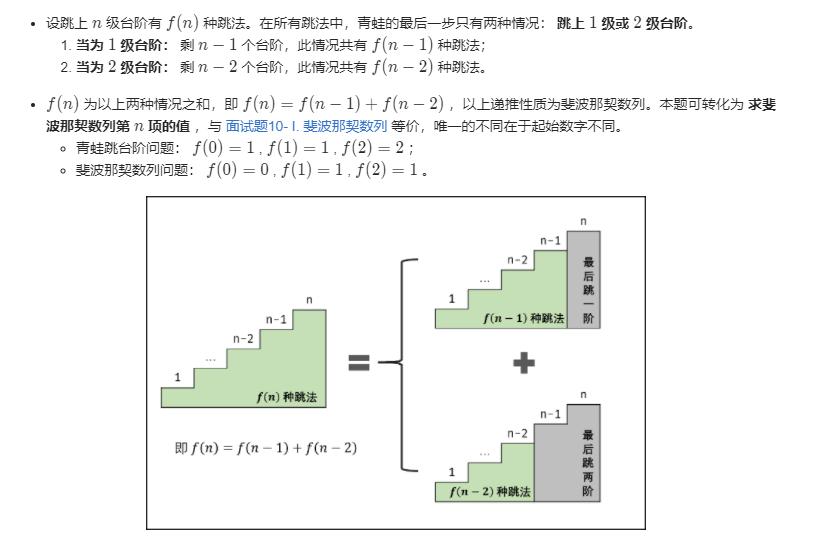 • 设跳上 n 级台阶有 f(n) 种跳法。在所有跳法中，青蛙的最后一步只有两种情况： 跳上 1 级或 2 级台阶。
1. 当为 1 级台阶： 剩 n − 1 个台阶，此情况共有 f(n − 1) 种跳法；
2. 当为 2 级台阶： 剩 n − 2 个台阶，此情况共有 f(n − 2) 种跳法。
• f(n) 为以上两种情况之和，即 f(n) = f(n − 1) + f(n − 2) ，以上递推性质为斐波那契数列。本题可转化为 求斐
波那契数列第 n 项的值 ，与 面试题10- I. 斐波那契数列 等价，唯一的不同在于起始数字不同。
◦ 青蛙跳台阶问题： f(0) = 1 , f(1) = 1 , f(2) = 2 ；
◦ 斐波那契数列问题： f(0) = 0 , f(1) = 1 , f(2) = 1 。
1
...
n-2
n-1
n
f(n) 种跳法
即 f(n) = f(n − 1) + f(n − 2)
=
1
...
n-2
n-1
n
f(n − 1) 种跳法
最后跳一阶
+
1
...
n-2
n-1
n
f(n − 2) 种跳法
最后跳两阶